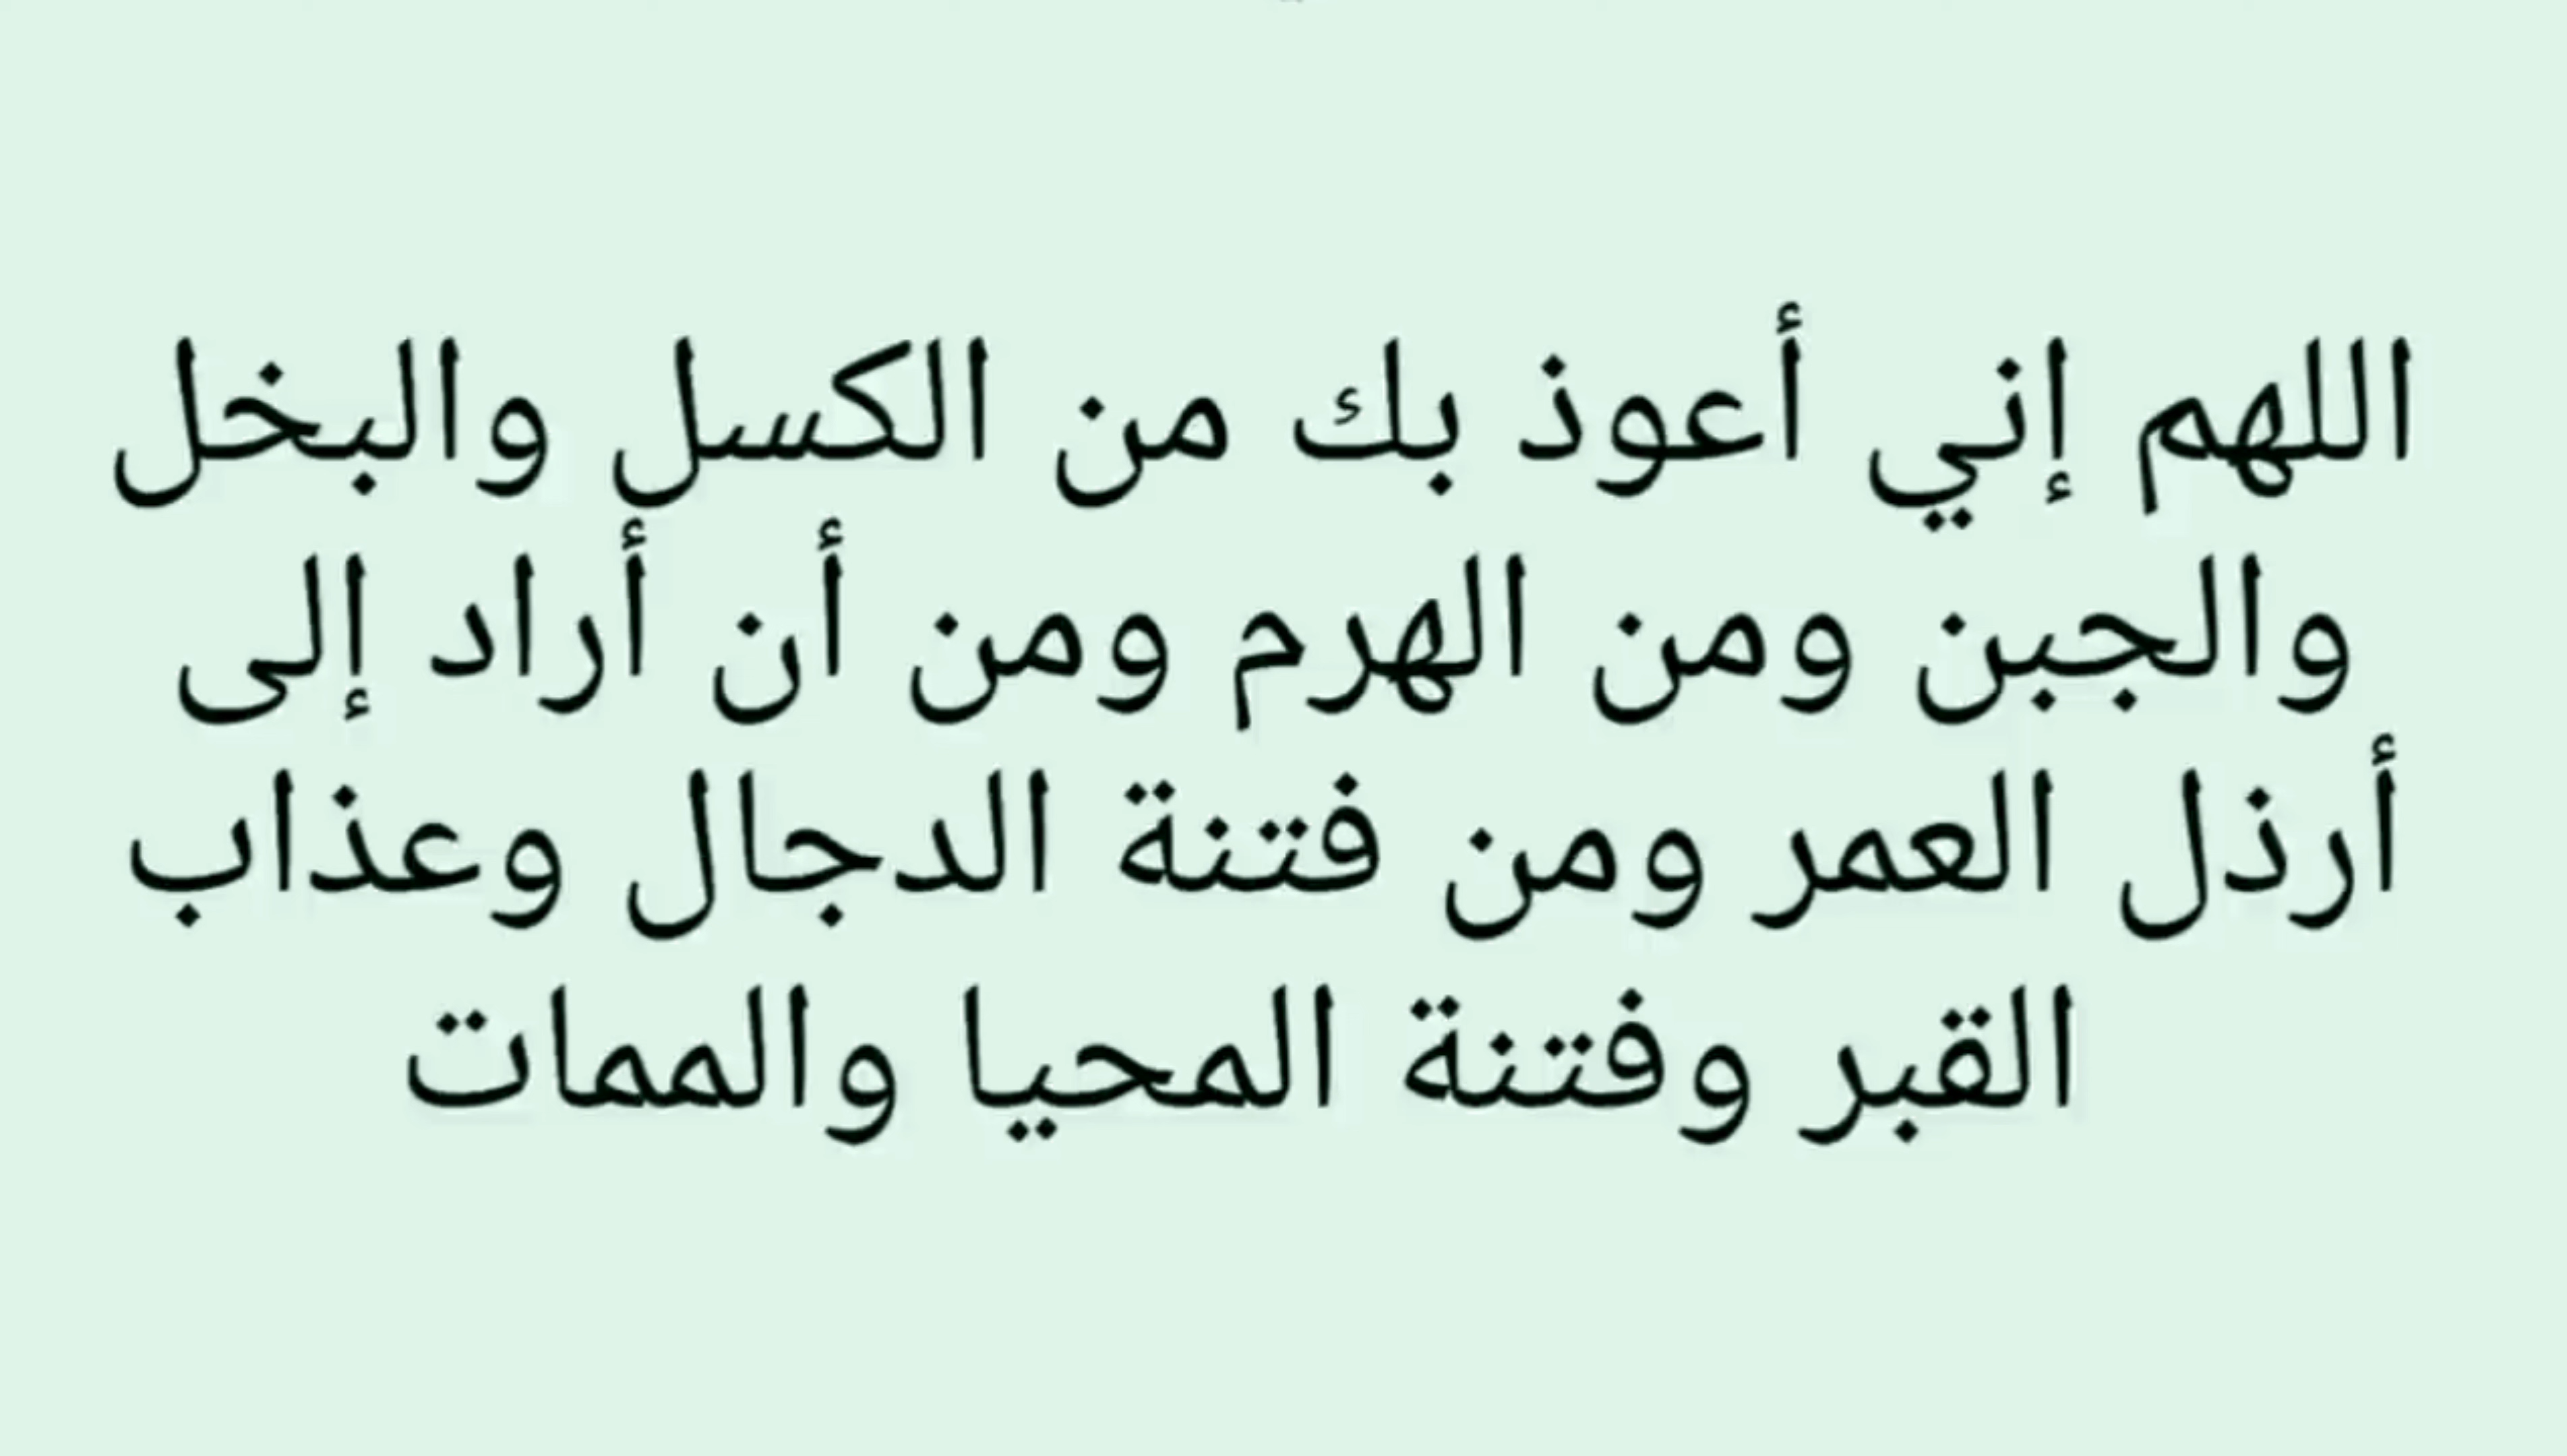 اللهم إني أعوذ بك من الكسل والبخل
والجبن ومن الهرم ومن أن أراد إلى
أرذل العمر ومن فتنة الدجال وعذاب
القبر وفتنة المحيا والممات